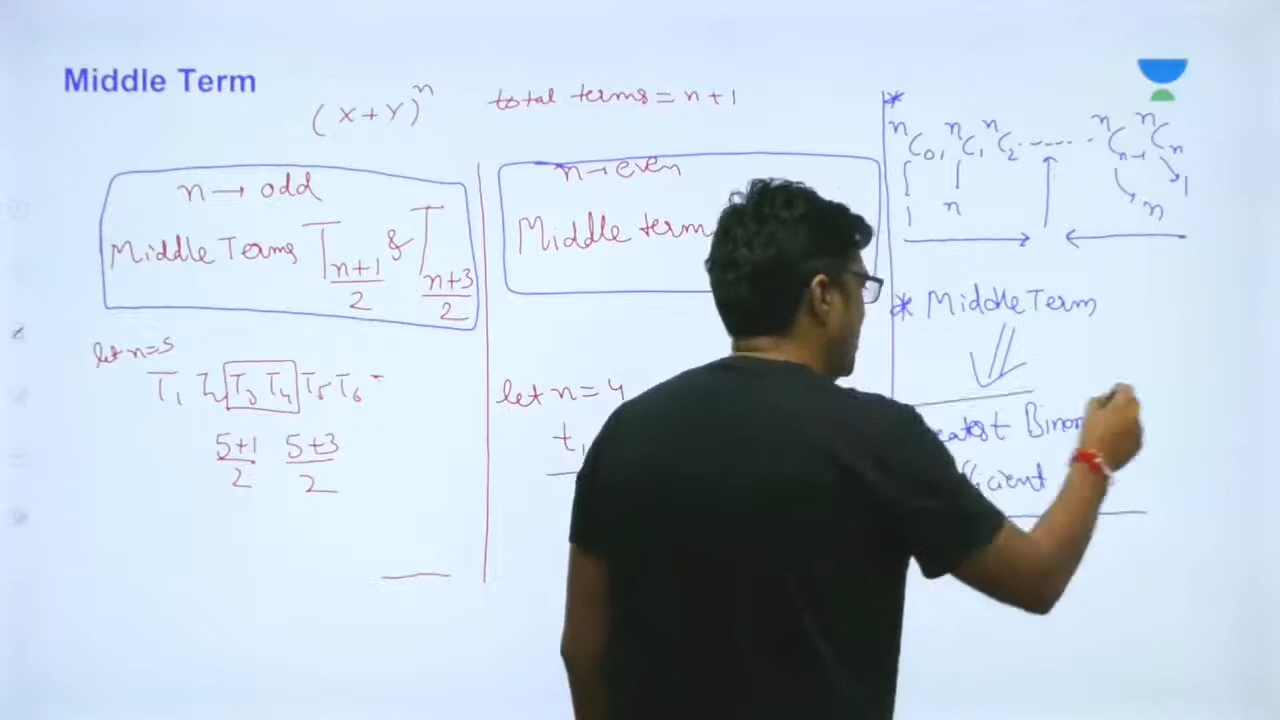 Middle Term
(x+y)^n total terms = n+1
n → odd
Middle Terms T_{(n+1)/2} & T_{(n+3)/2}
let n=5
T₁ T₂ T₃ T₄ T₅ T₆
(5+1)/2 (5+3)/2
n → even
Middle term
let n = 4
t₁
*
ⁿC₀, ⁿC₁ ⁿC₂ ....... ⁿC_{n-1} ⁿCₙ
1 n n 1
* Middle Term